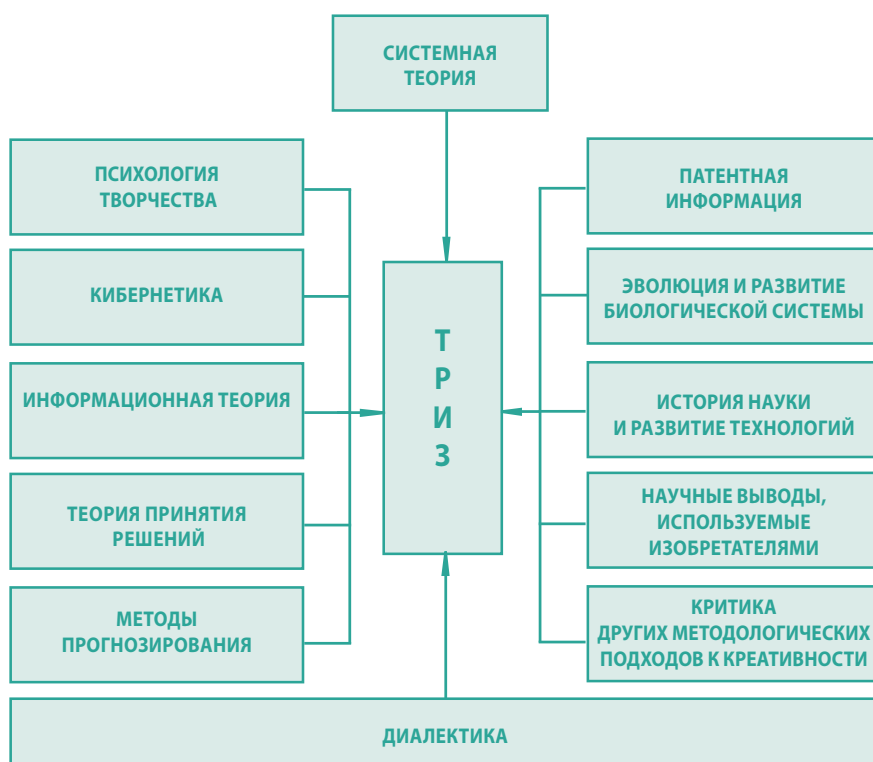 СИСТЕМНАЯ
ТЕОРИЯ
ПСИХОЛОГИЯ
ТВОРЧЕСТВА
КИБЕРНЕТИКА
ИНФОРМАЦИОННАЯ ТЕОРИЯ
ТЕОРИЯ ПРИНЯТИЯ
РЕШЕНИЙ
МЕТОДЫ
ПРОГНОЗИРОВАНИЯ
Т
Р
И
З
ПАТЕНТНАЯ
ИНФОРМАЦИЯ
ЭВОЛЮЦИЯ И РАЗВИТИЕ
БИОЛОГИЧЕСКОЙ СИСТЕМЫ
ИСТОРИЯ НАУКИ
И РАЗВИТИЕ ТЕХНОЛОГИЙ
НАУЧНЫЕ ВЫВОДЫ,
ИСПОЛЬЗУЕМЫЕ
ИЗОБРЕТАТЕЛЯМИ
КРИТИКА
ДРУГИХ МЕТОДОЛОГИЧЕСКИХ
ПОДХОДОВ К КРЕАТИВНОСТИ
ДИАЛЕКТИКА